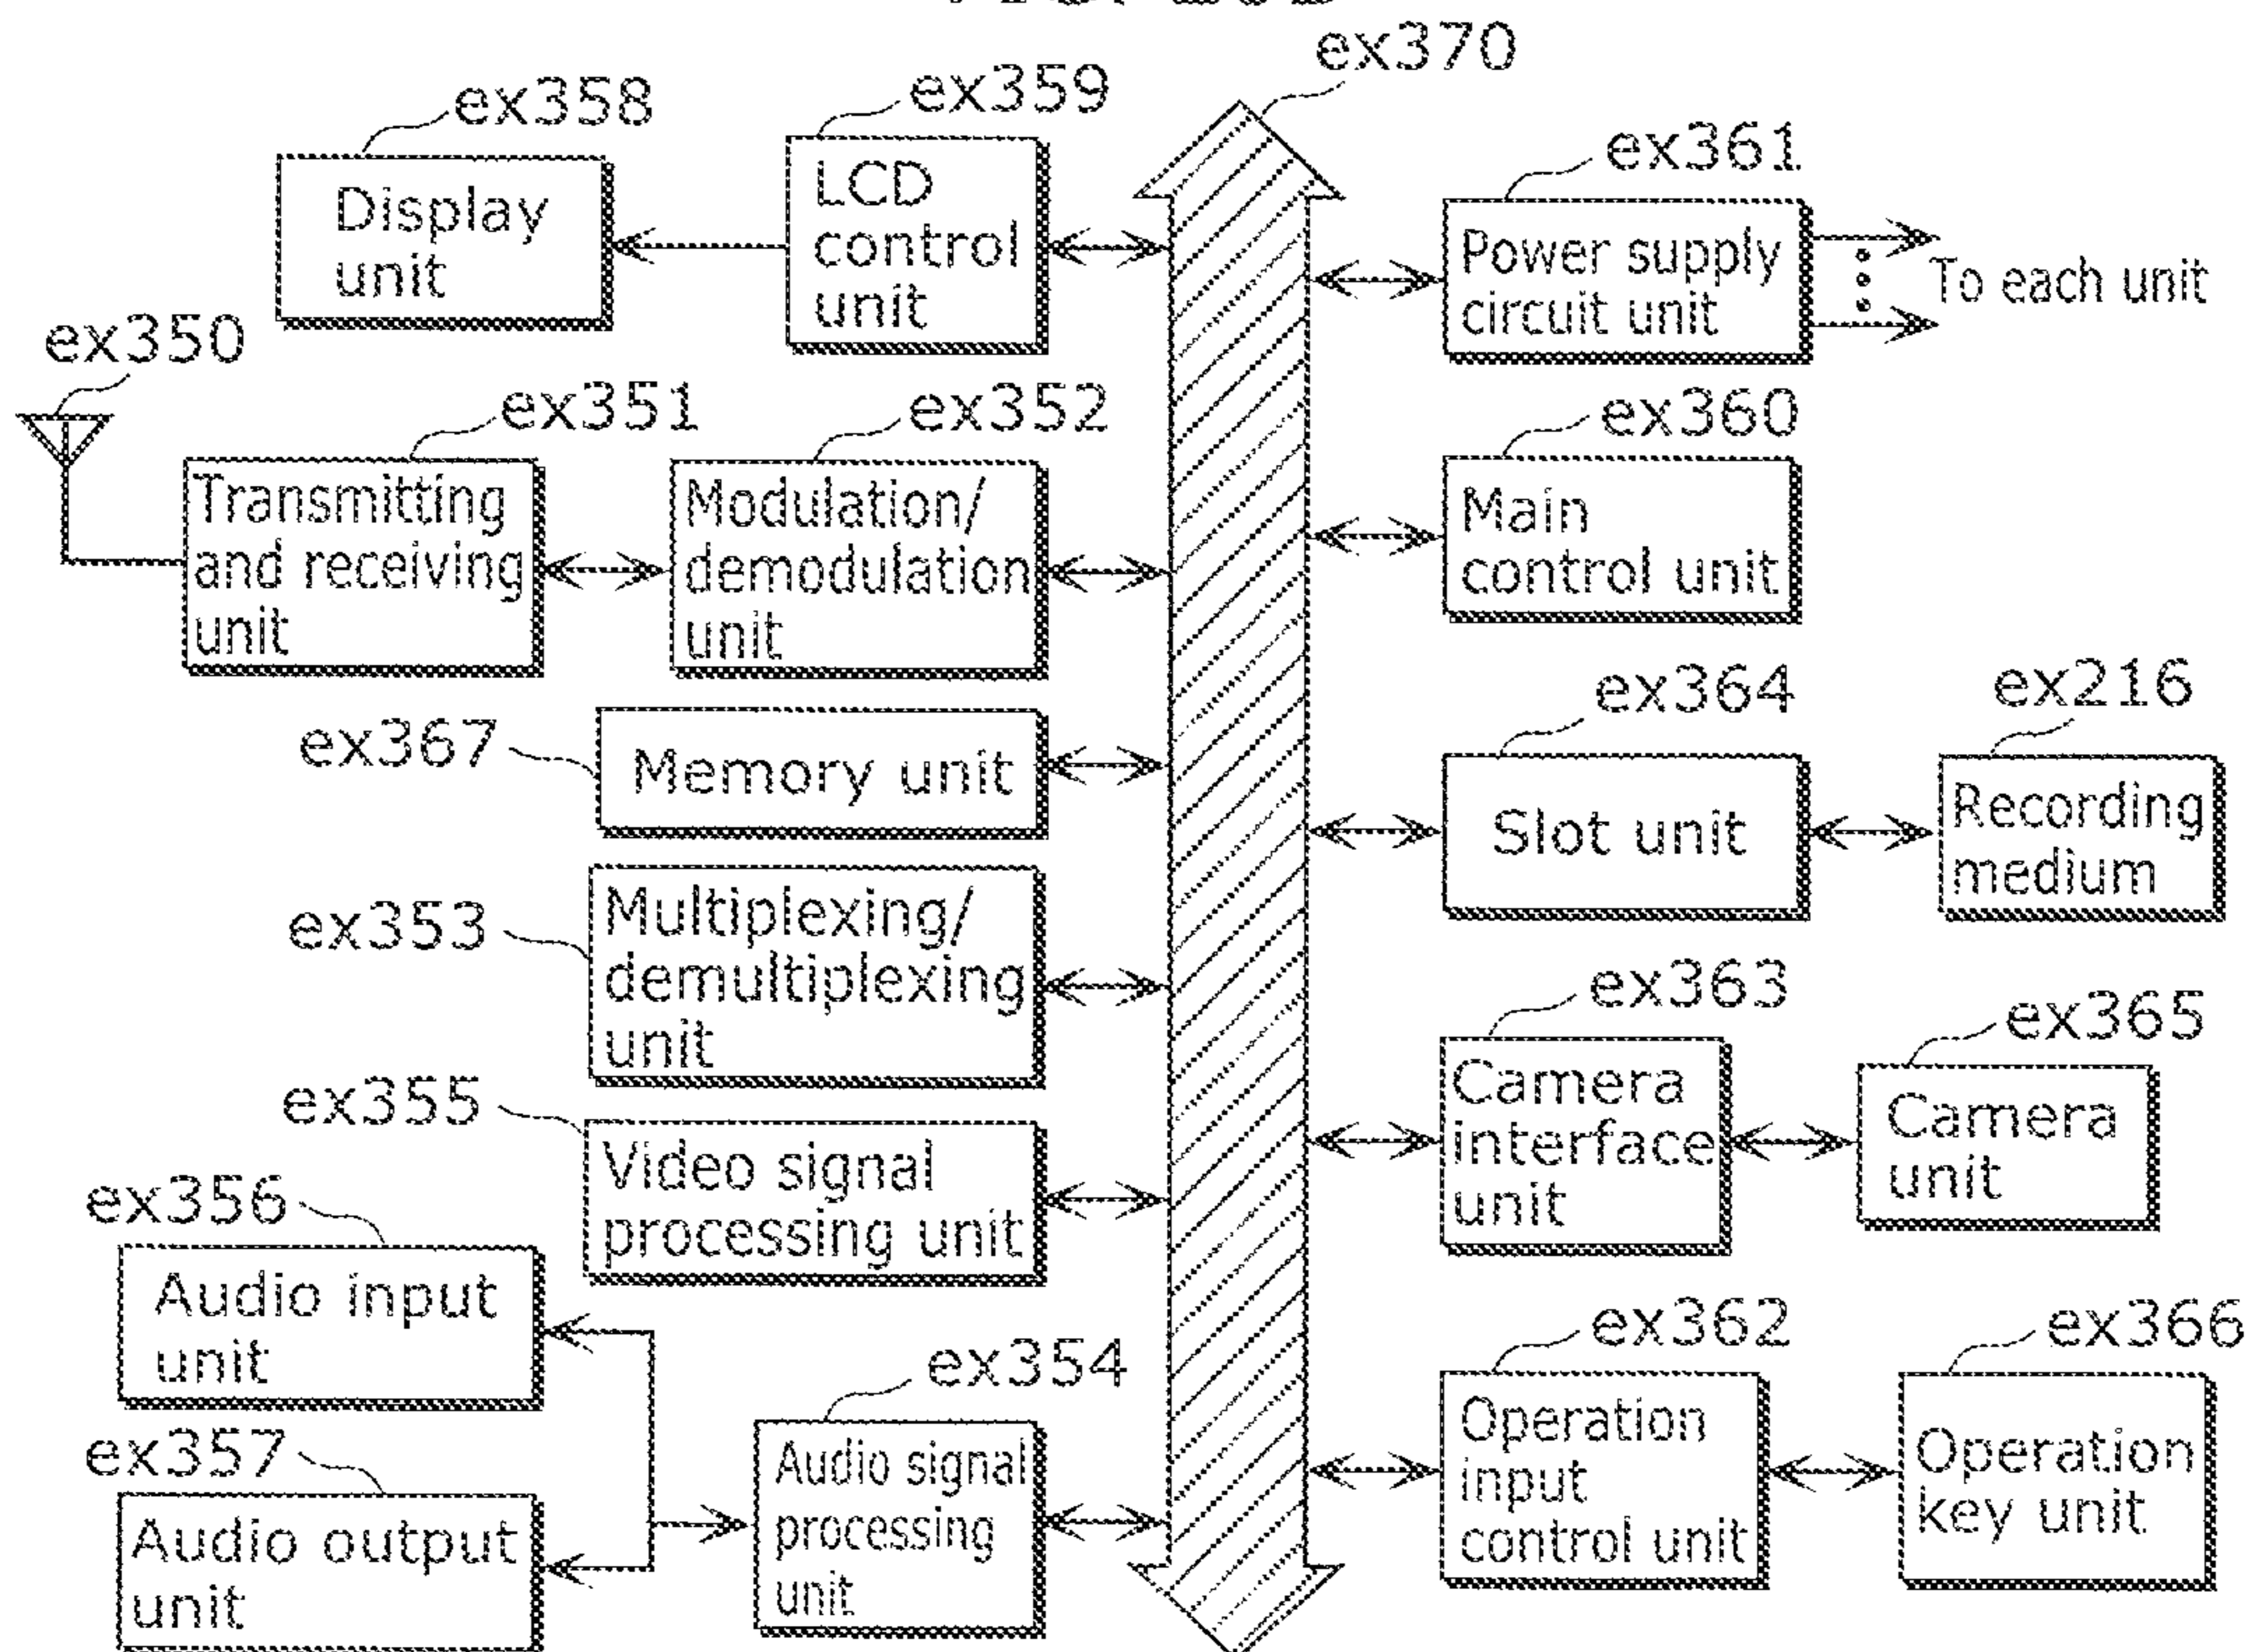 ex370
ex358
ex359
ex361
Display
unit
LCD
control
unit
Power supply
circuit unit
To each unit
ex350
ex351
ex352
ex360
Transmitting
and receiving
unit
Modulation/
demodulation
unit
Main
control unit
ex367
Memory unit
ex364
ex216
Slot unit
Recording
medium
ex353
Multiplexing/
demultiplexing
unit
ex363
ex365
Camera
interface
unit
Camera
unit
ex355
Video signal
processing unit
ex356
Audio input
unit
ex354
ex362
ex366
ex357
Audio output
unit
Audio signal
processing
unit
Operation
input
control unit
Operation
key unit